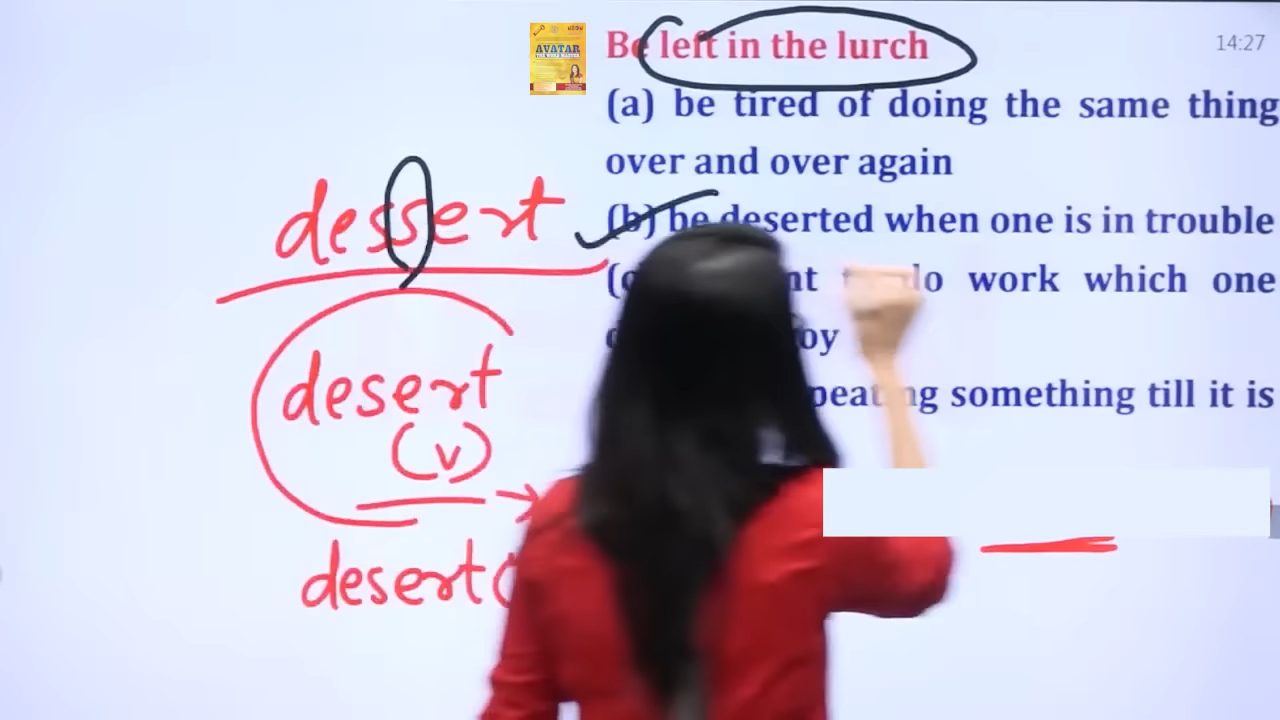 Be left in the lurch
14:27
AVATAR
(a) be tired of doing the same thing
over and over again
dessert
(b) be deserted when one is in trouble
work which one
desert
something till it is
(v)
desert